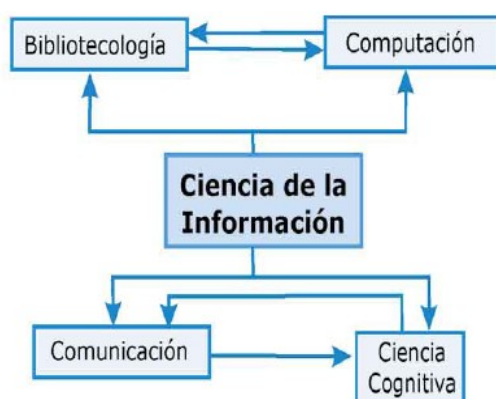 Bibliotecología
Computación
Ciencia de la
Información
Comunicación
Ciencia
Cognitiva